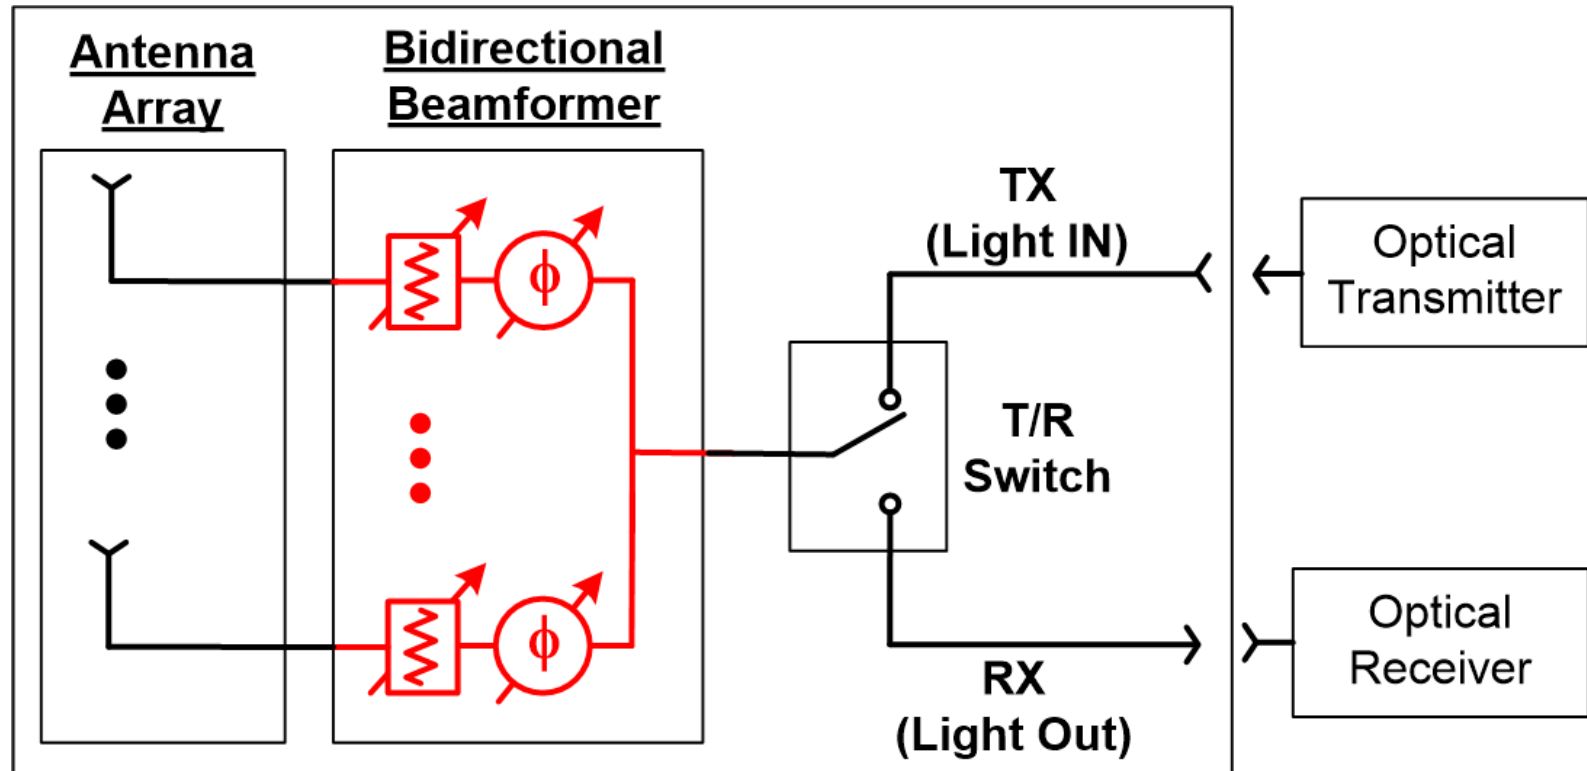 Antenna
Array
Bidirectional
Beamformer
ϕ
ϕ
TX
(Light IN)
T/R
Switch
RX
(Light Out)
Optical
Transmitter
Optical
Receiver